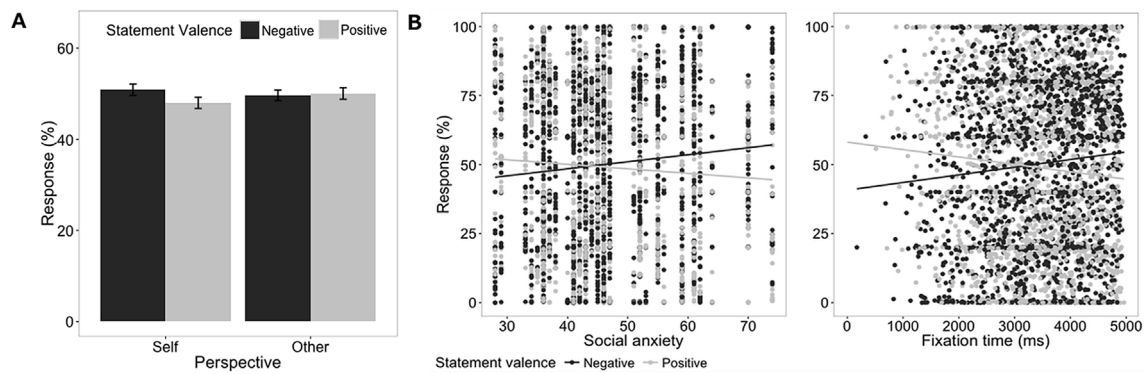 A
Statement Valence Negative Positive
60
40
20
0
Response (%)
Self Other
Perspective
B
100
75
50
25
0
Response (%)
30 40 50 60 70
Social anxiety
100
75
50
25
0
0 1000 2000 3000 4000 5000
Fixation time (ms)
Statement valence Negative Positive